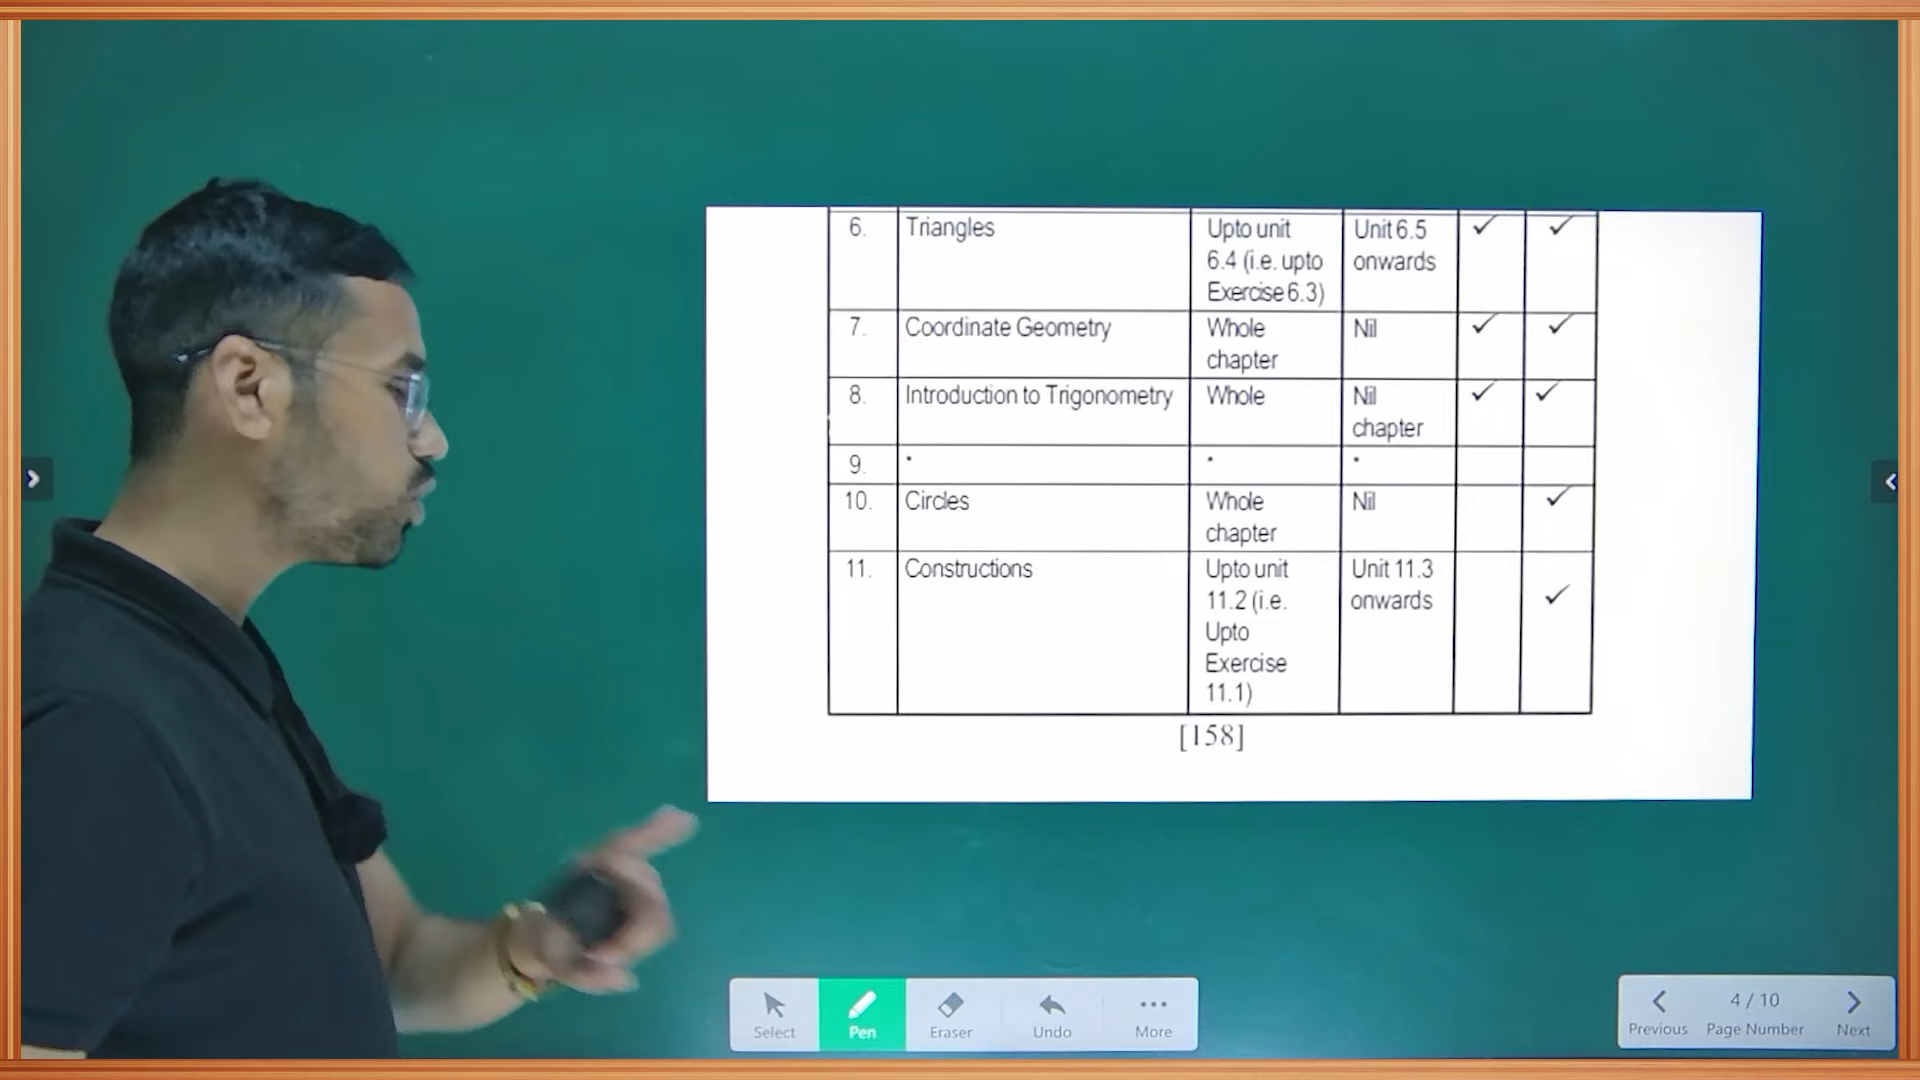 6. Triangles Upto unit 6.4 (i.e. upto Exercise 6.3) Unit 6.5 onwards ✓ ✓
7. Coordinate Geometry Whole chapter Nil ✓ ✓
8. Introduction to Trigonometry Whole Nil chapter ✓ ✓
9. • • •
10. Circles Whole chapter Nil ✓
11. Constructions Upto unit 11.2 (i.e. Upto Exercise 11.1) Unit 11.3 onwards ✓
[158]
Select Pen Eraser Undo More
4 / 10
Previous Page Number Next